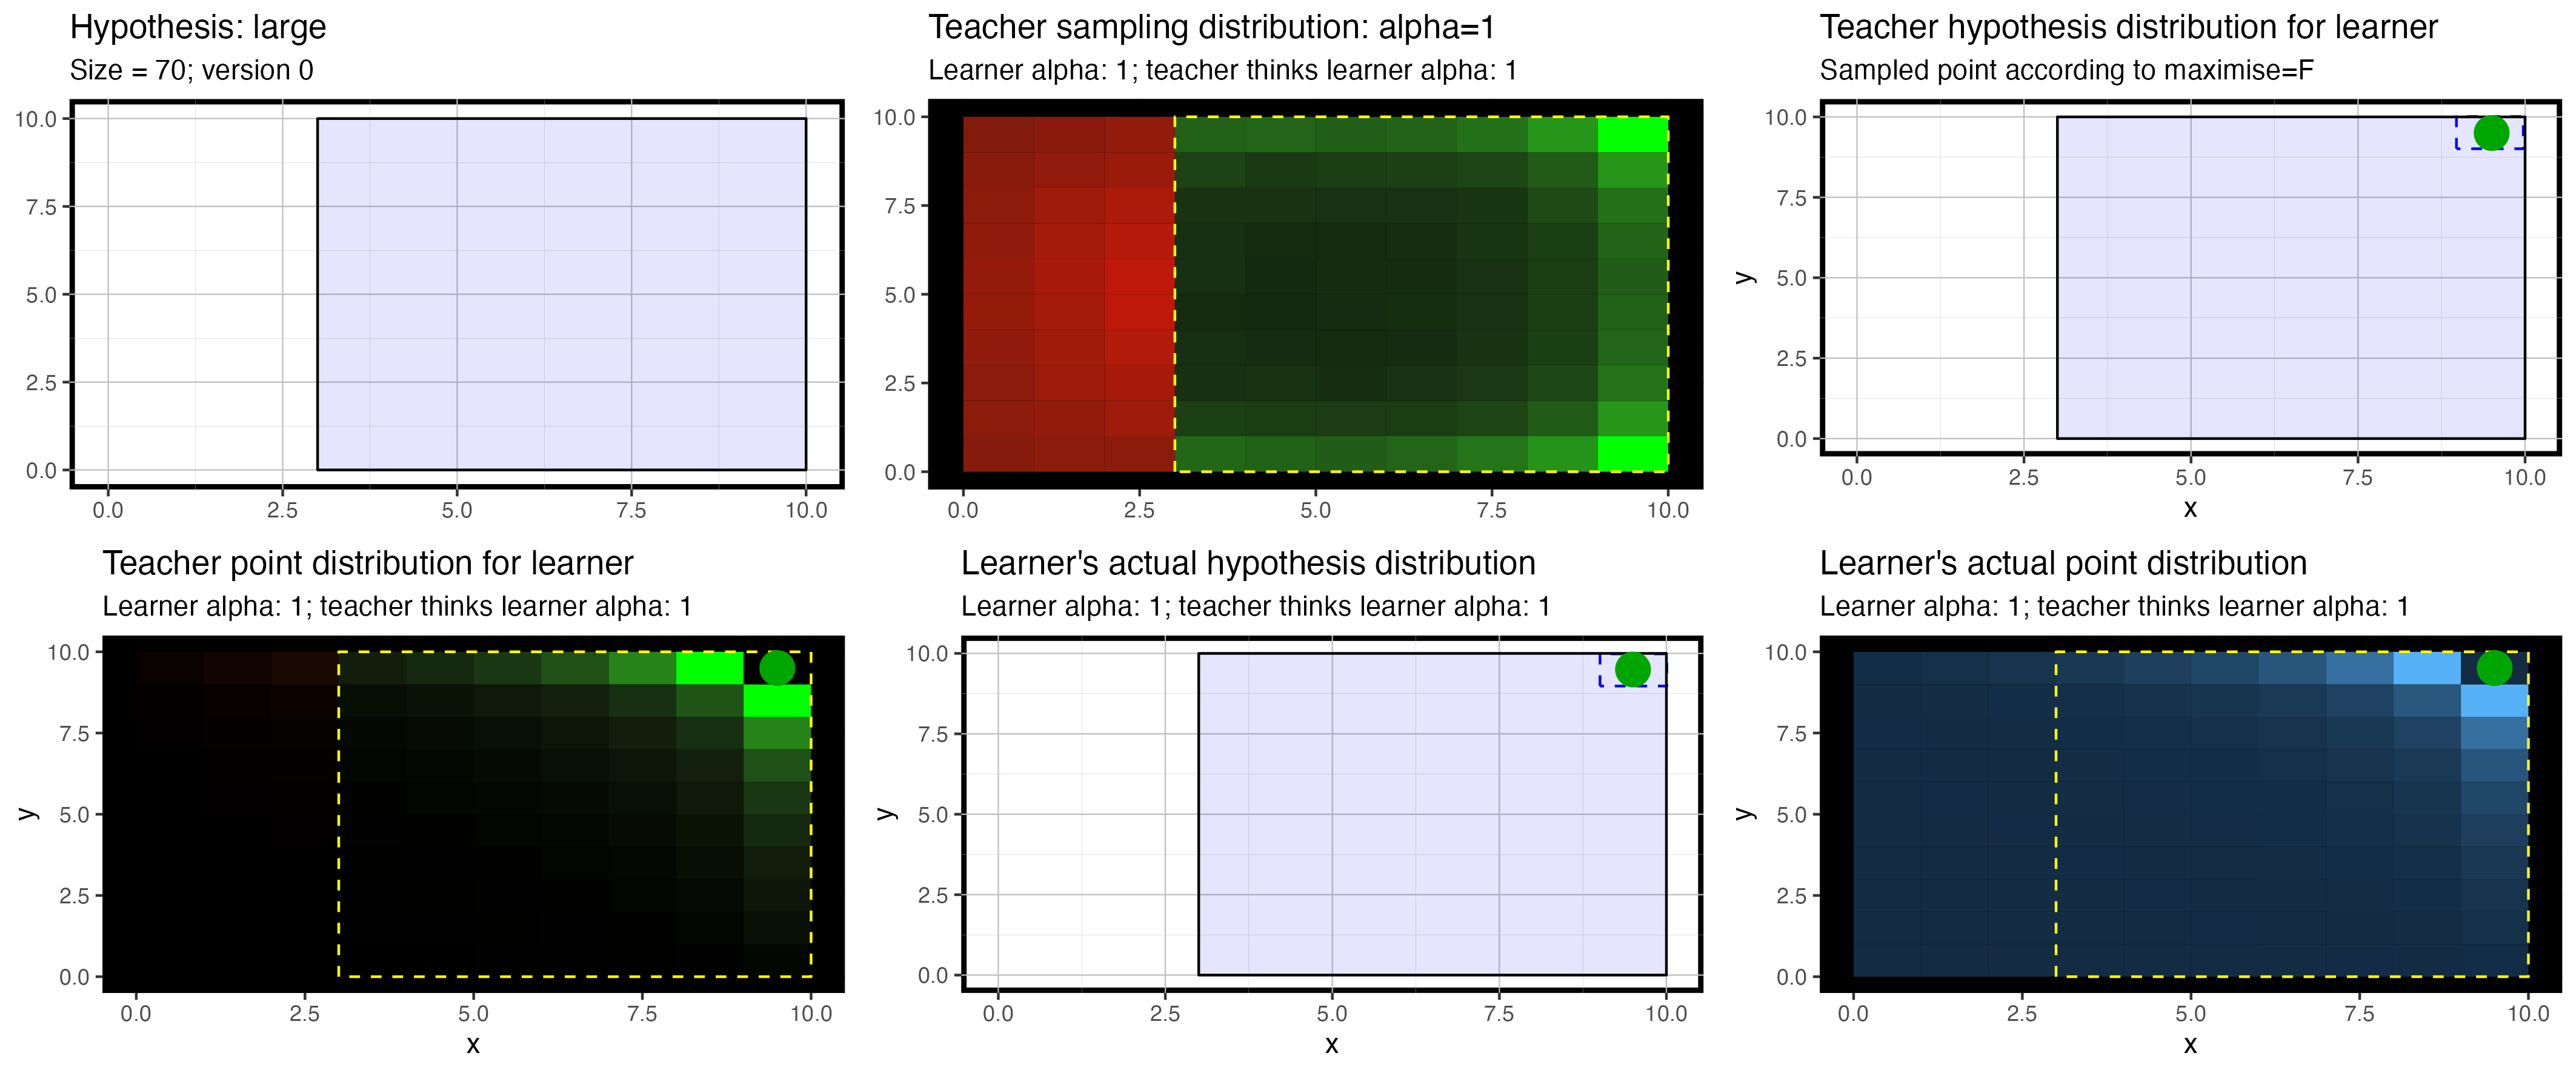 Hypothesis: large
Size = 70; version 0
10.0
7.5
5.0
2.5
0.0
0.0 2.5 5.0 7.5 10.0
Teacher sampling distribution: alpha=1
Learner alpha: 1; teacher thinks learner alpha: 1
10.0
7.5
5.0
2.5
0.0
0.0 2.5 5.0 7.5 10.0
Teacher hypothesis distribution for learner
Sampled point according to maximise=F
y
10.0
7.5
5.0
2.5
0.0
0.0 2.5 5.0 7.5 10.0
x
Teacher point distribution for learner
Learner alpha: 1; teacher thinks learner alpha: 1
y
10.0
7.5
5.0
2.5
0.0
0.0 2.5 5.0 7.5 10.0
x
Learner's actual hypothesis distribution
Learner alpha: 1; teacher thinks learner alpha: 1
y
10.0
7.5
5.0
2.5
0.0
0.0 2.5 5.0 7.5 10.0
x
Learner's actual point distribution
Learner alpha: 1; teacher thinks learner alpha: 1
y
10.0
7.5
5.0
2.5
0.0
0.0 2.5 5.0 7.5 10.0
x